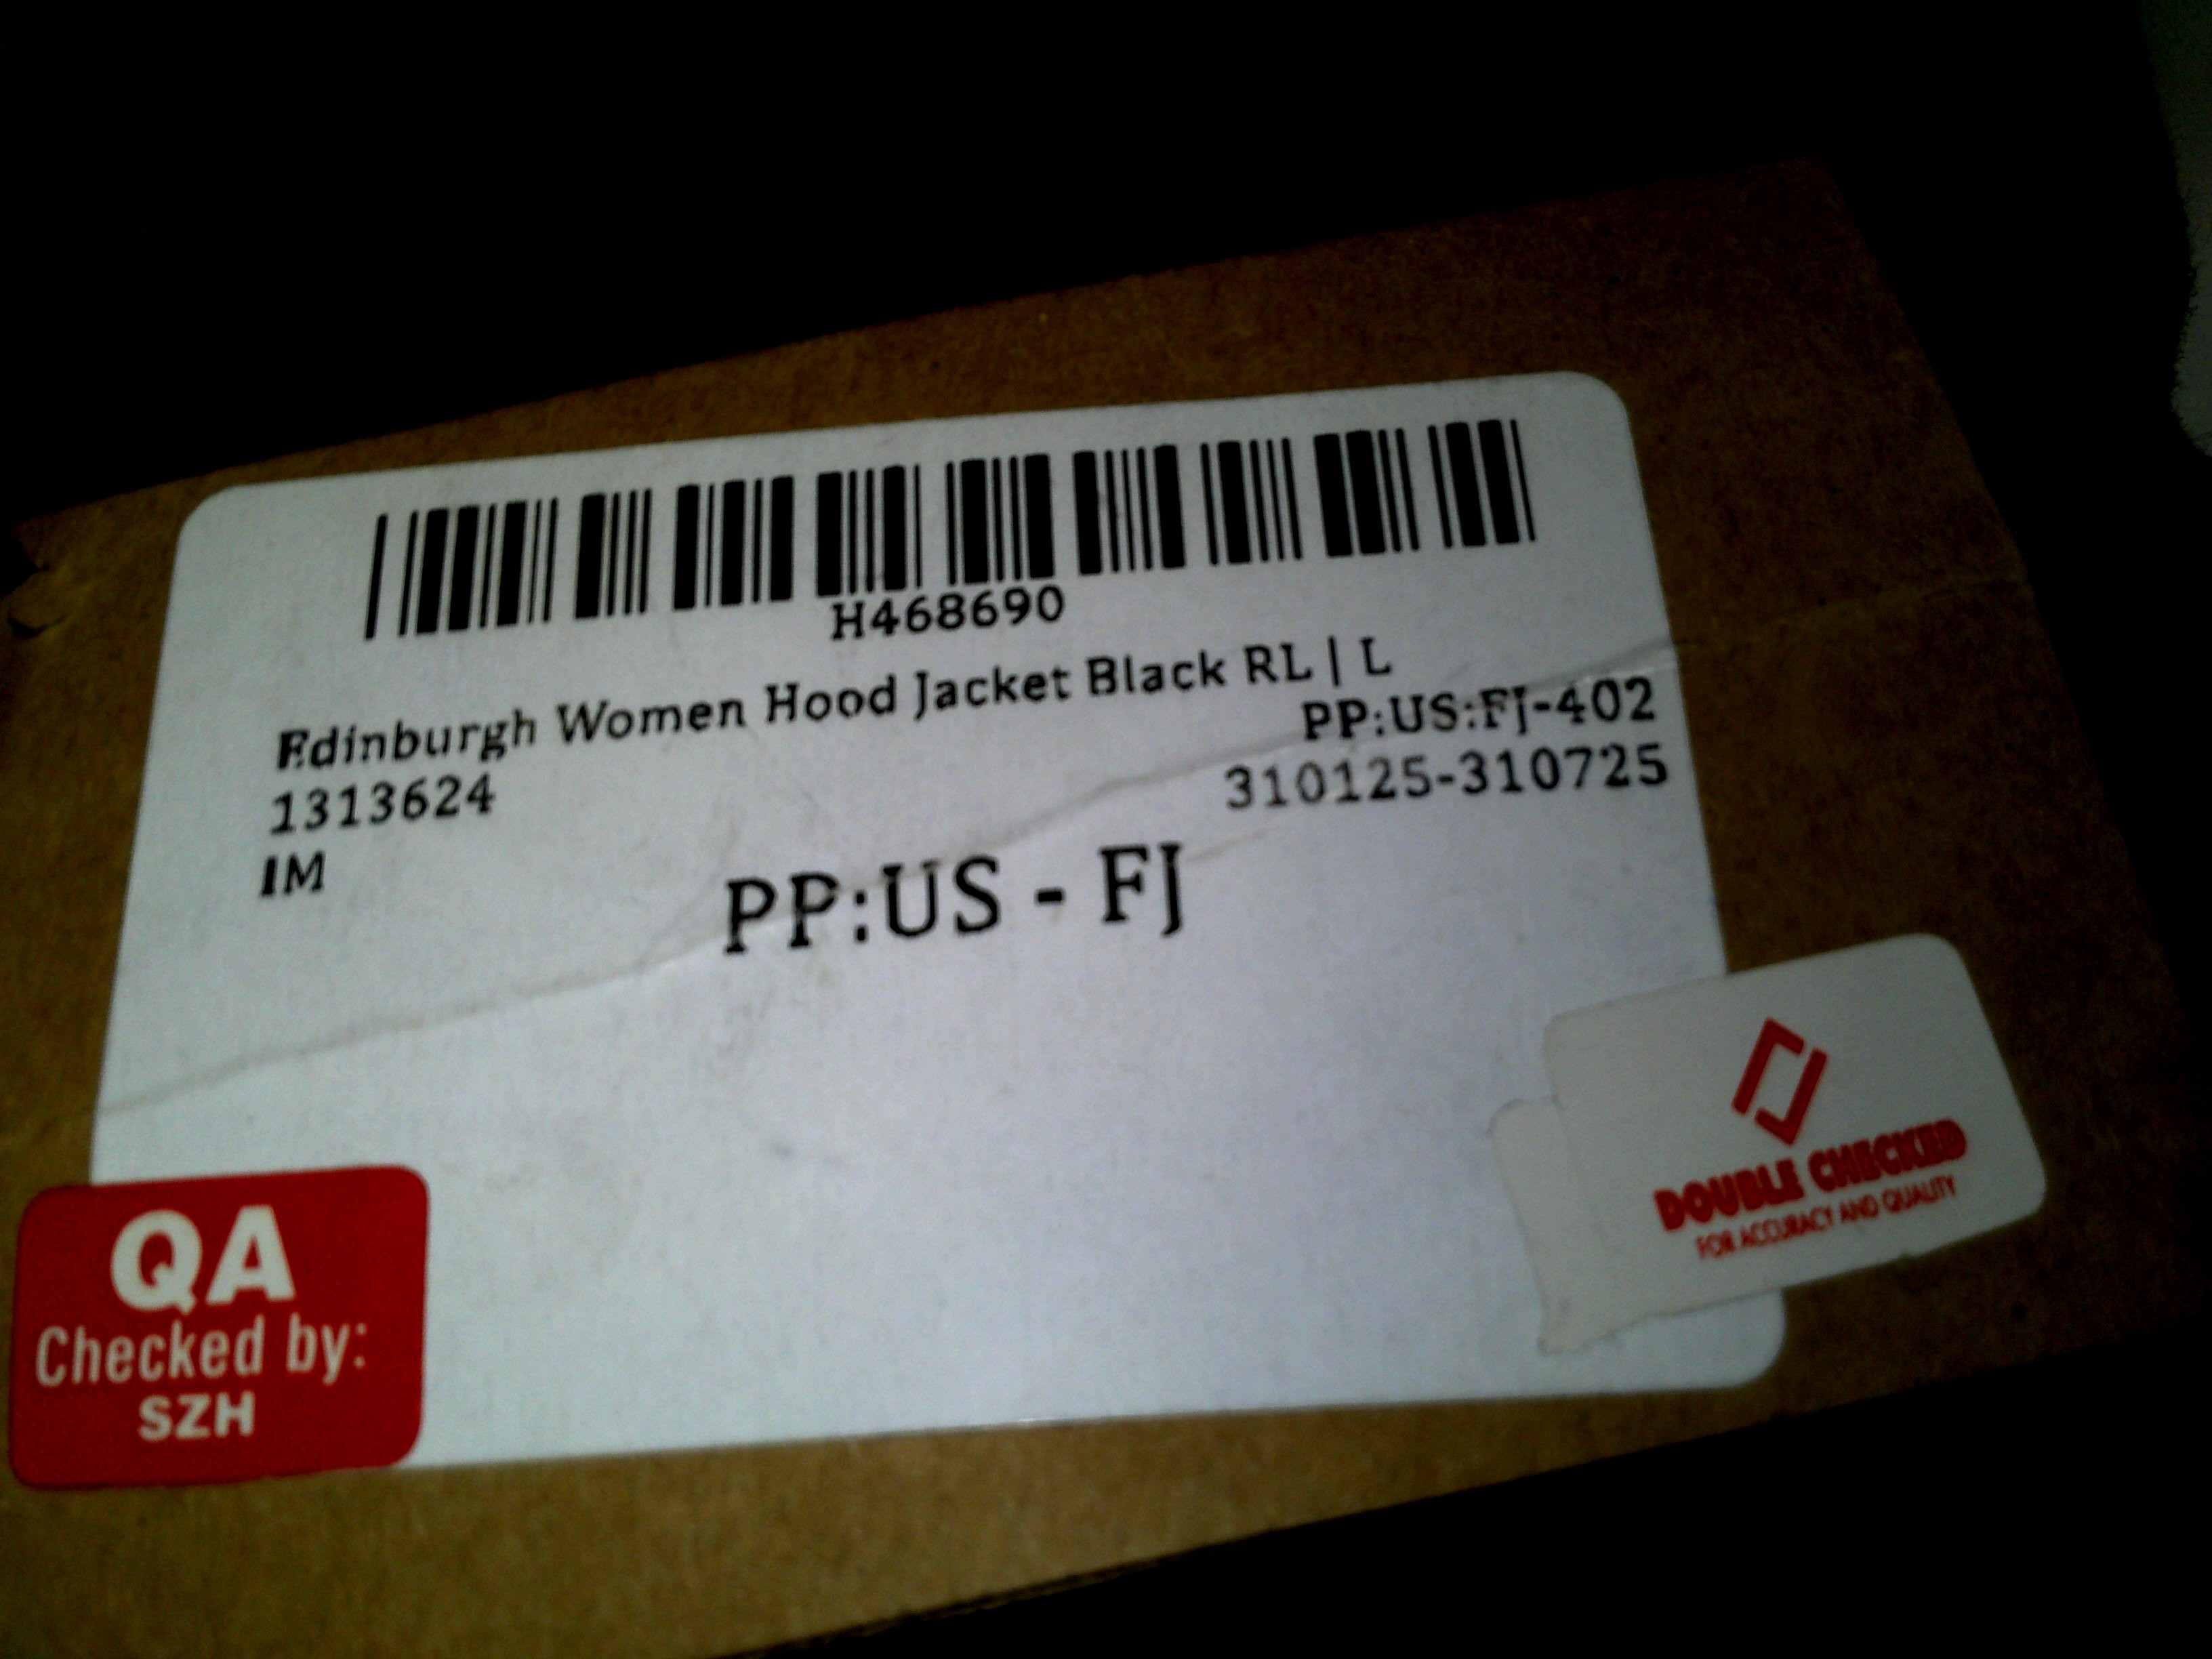 H468690
Edinburgh Women Hood Jacket Black RL | L
PP:US:FJ-402
1313624
310125-310725
IM
PP:US - FJ
DOUBLE CHECKED
FOR ACCURACY AND QUALITY
QA
Checked by:
SZH